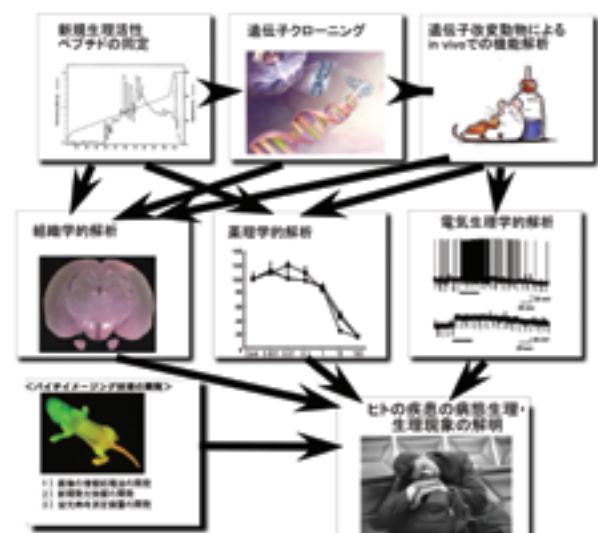 新規生理活性
ペプチドの同定
遺伝子クローニング
遺伝子改変動物による
in vivoでの機能解析
組織学的解析
薬理学的解析
電気生理学的解析
<バイオイメージング技術の開発>
1)
2)
3)
ヒトの疾患の病態生理・
生理現象の解明